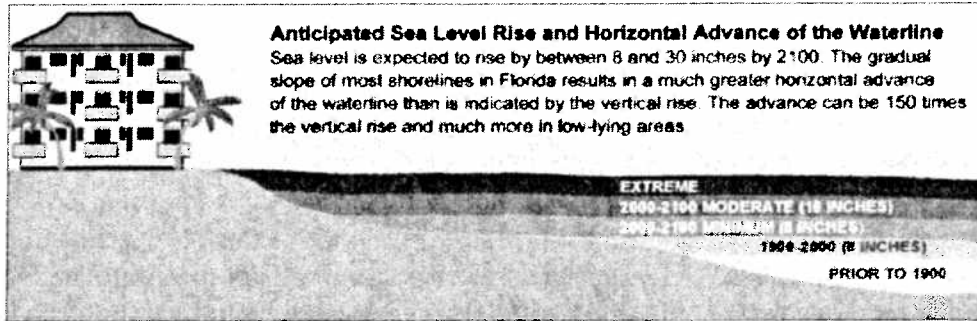 Anticipated Sea Level Rise and Horizontal Advance of the Waterline
Sea level is expected to rise by between 8 and 30 inches by 2100. The gradual
slope of most shorelines in Florida results in a much greater horizontal advance
of the waterline than is indicated by the vertical rise. The advance can be 150 times
the vertical rise and much more in low-lying areas
EXTREME
2000-2100 MODERATE (18 INCHES)
2000-2100 (8 INCHES)
1900-2000 (8 INCHES)
PRIOR TO 1900